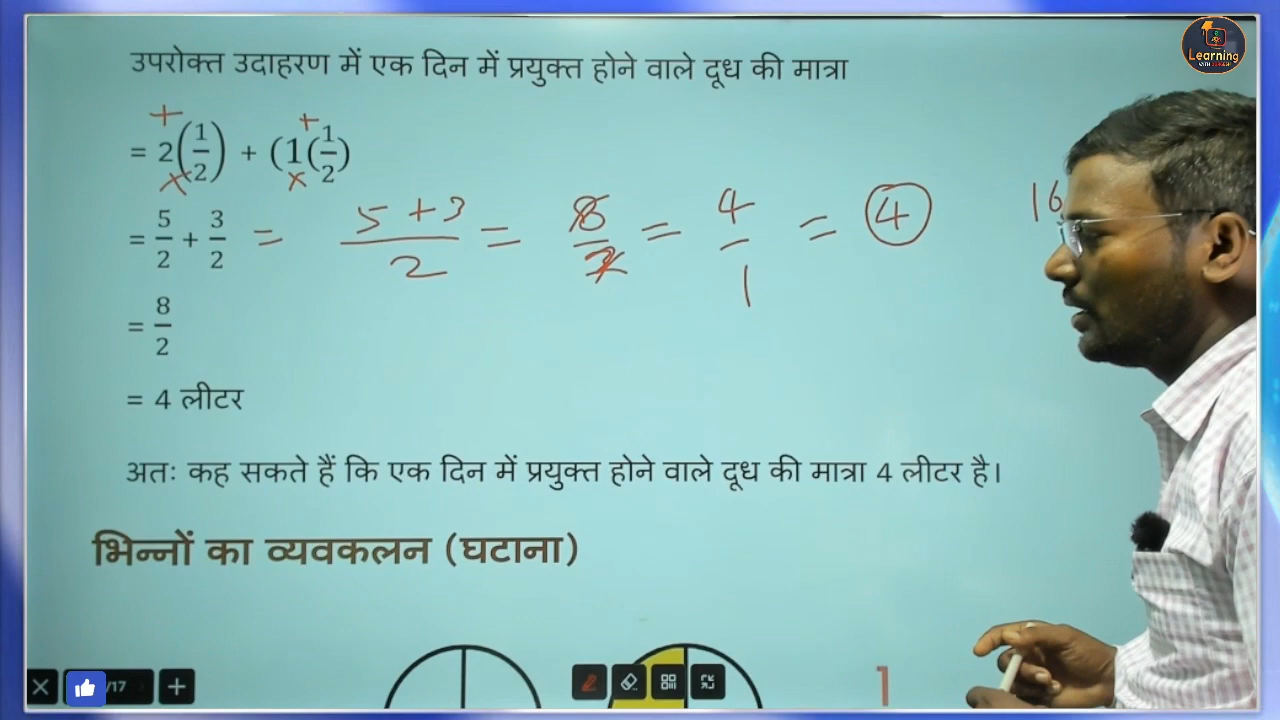 Learning
उपरोक्त उदाहरण में एक दिन में प्रयुक्त होने वाले दूध की मात्रा
+ +
= 2(1/2) + (1(1/2)
× ×
= 5/2 + 3/2 = 5+3/2 = 8/2 = 4/1 = 4
16
= 8/2
= 4 लीटर
अतः कह सकते हैं कि एक दिन में प्रयुक्त होने वाले दूध की मात्रा 4 लीटर है।
भिन्नों का व्यवकलन (घटाना)
1
/17